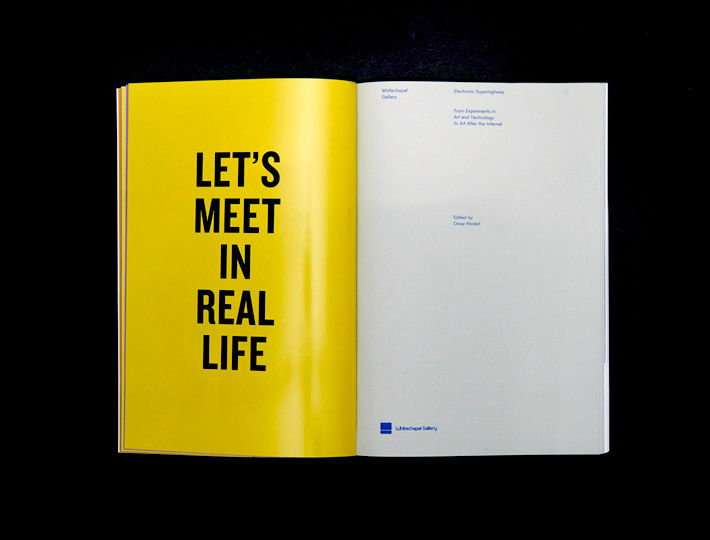 LET'S
MEET
IN
REAL
LIFE
Whitechapel
Gallery
Electronic Superhighway
From Experiments in
Art and Technology
to Art After the Internet
Edited by
Omar Kholeif
Whitechapel Gallery